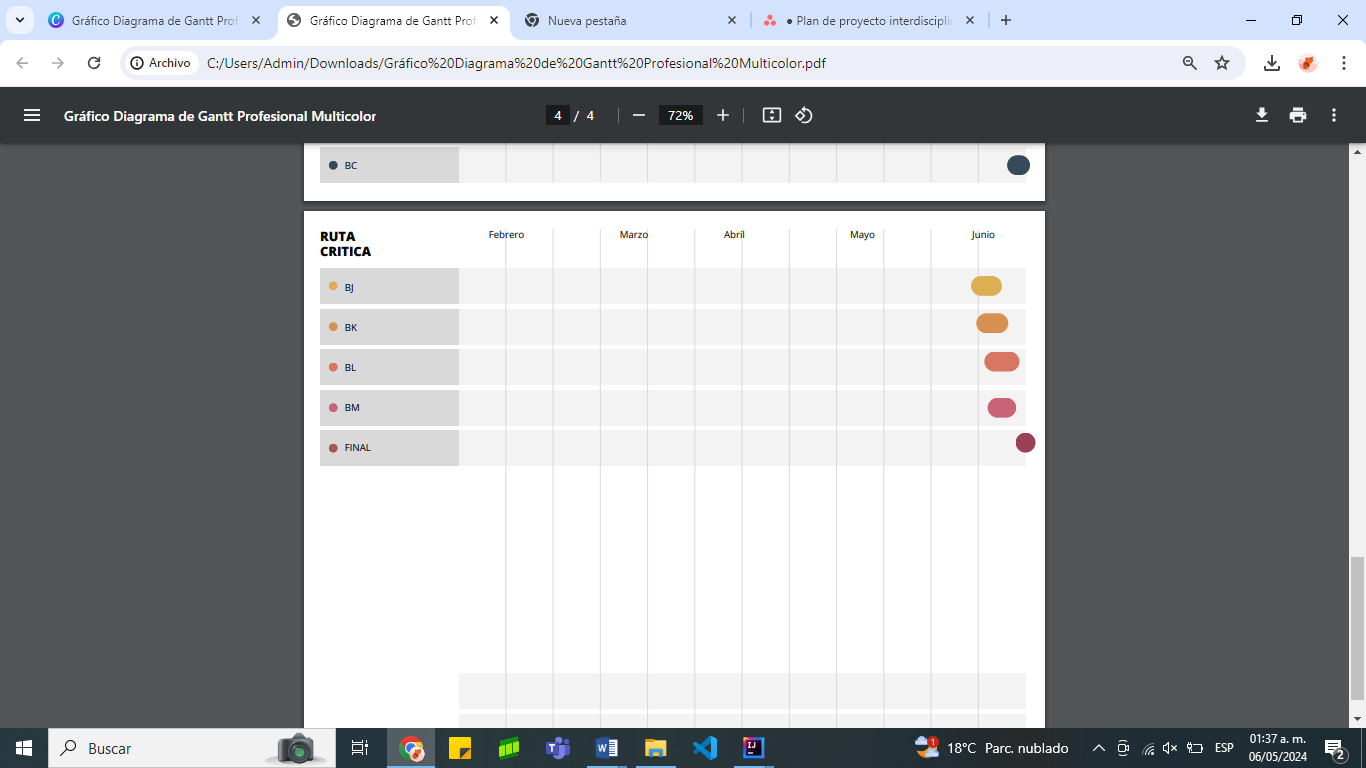 Gráfico Diagrama de Gantt Prof
Gráfico Diagrama de Gantt Prof
Nueva pestaña
● Plan de proyecto interdisciplin
Archivo
C:/Users/Admin/Downloads/Gráfico%20Diagrama%20de%20Gantt%20Profesional%20Multicolor.pdf
Gráfico Diagrama de Gantt Profesional Multicolor
4 / 4
72%
BC
RUTA
CRITICA
Febrero Marzo Abril Mayo Junio
BJ
BK
BL
BM
FINAL
Buscar
18°C Parc. nublado
ESP
01:37 a. m.
06/05/2024
1
2